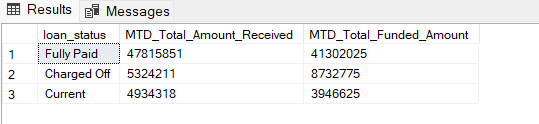 Results Messages
loan_status MTD_Total_Amount_Received MTD_Total_Funded_Amount
1 Fully Paid 47815851 41302025
2 Charged Off 5324211 8732775
3 Current 4934318 3946625